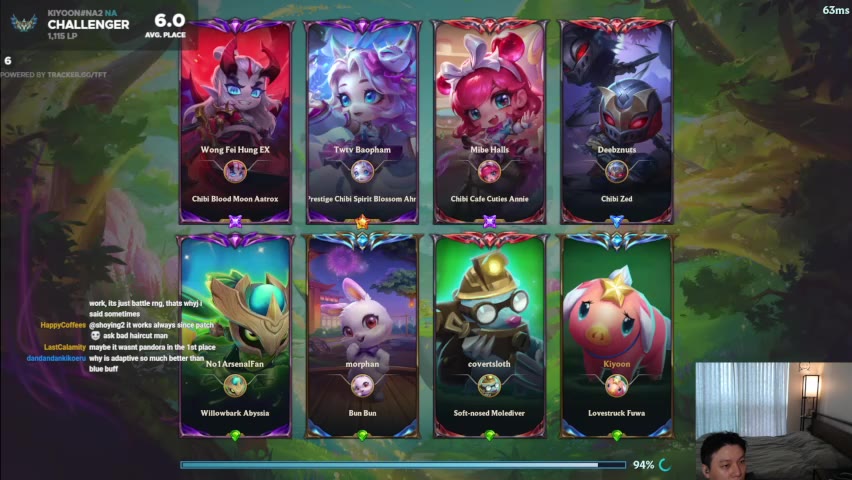 KIYOON#NA2 NA
CHALLENGER
1,115 LP
6.0
AVG. PLACE
6
POWERED BY TRACKER.GG/TFT
63ms
Wong Fei Hung EX
Chibi Blood Moon Aatrox
Twtv Baopham
Prestige Chibi Spirit Blossom Ahr
Mibe Halls
Chibi Cafe Cuties Annie
Deebznuts
Chibi Zed
No1ArsenalFan
Willowbark Abyssia
morphan
Bun Bun
covertsloth
Soft-nosed Molediver
Kiyoon
Lovestruck Fuwa
work, its just battle rng, thats whyj i
said sometimes
HappyCoffees @shoying2 it works always since patch
ask bad haircut man
LastCalamity maybe it wasnt pandora in the 1st place
dandandankikoeru why is adaptive so much better than
blue buff
94%